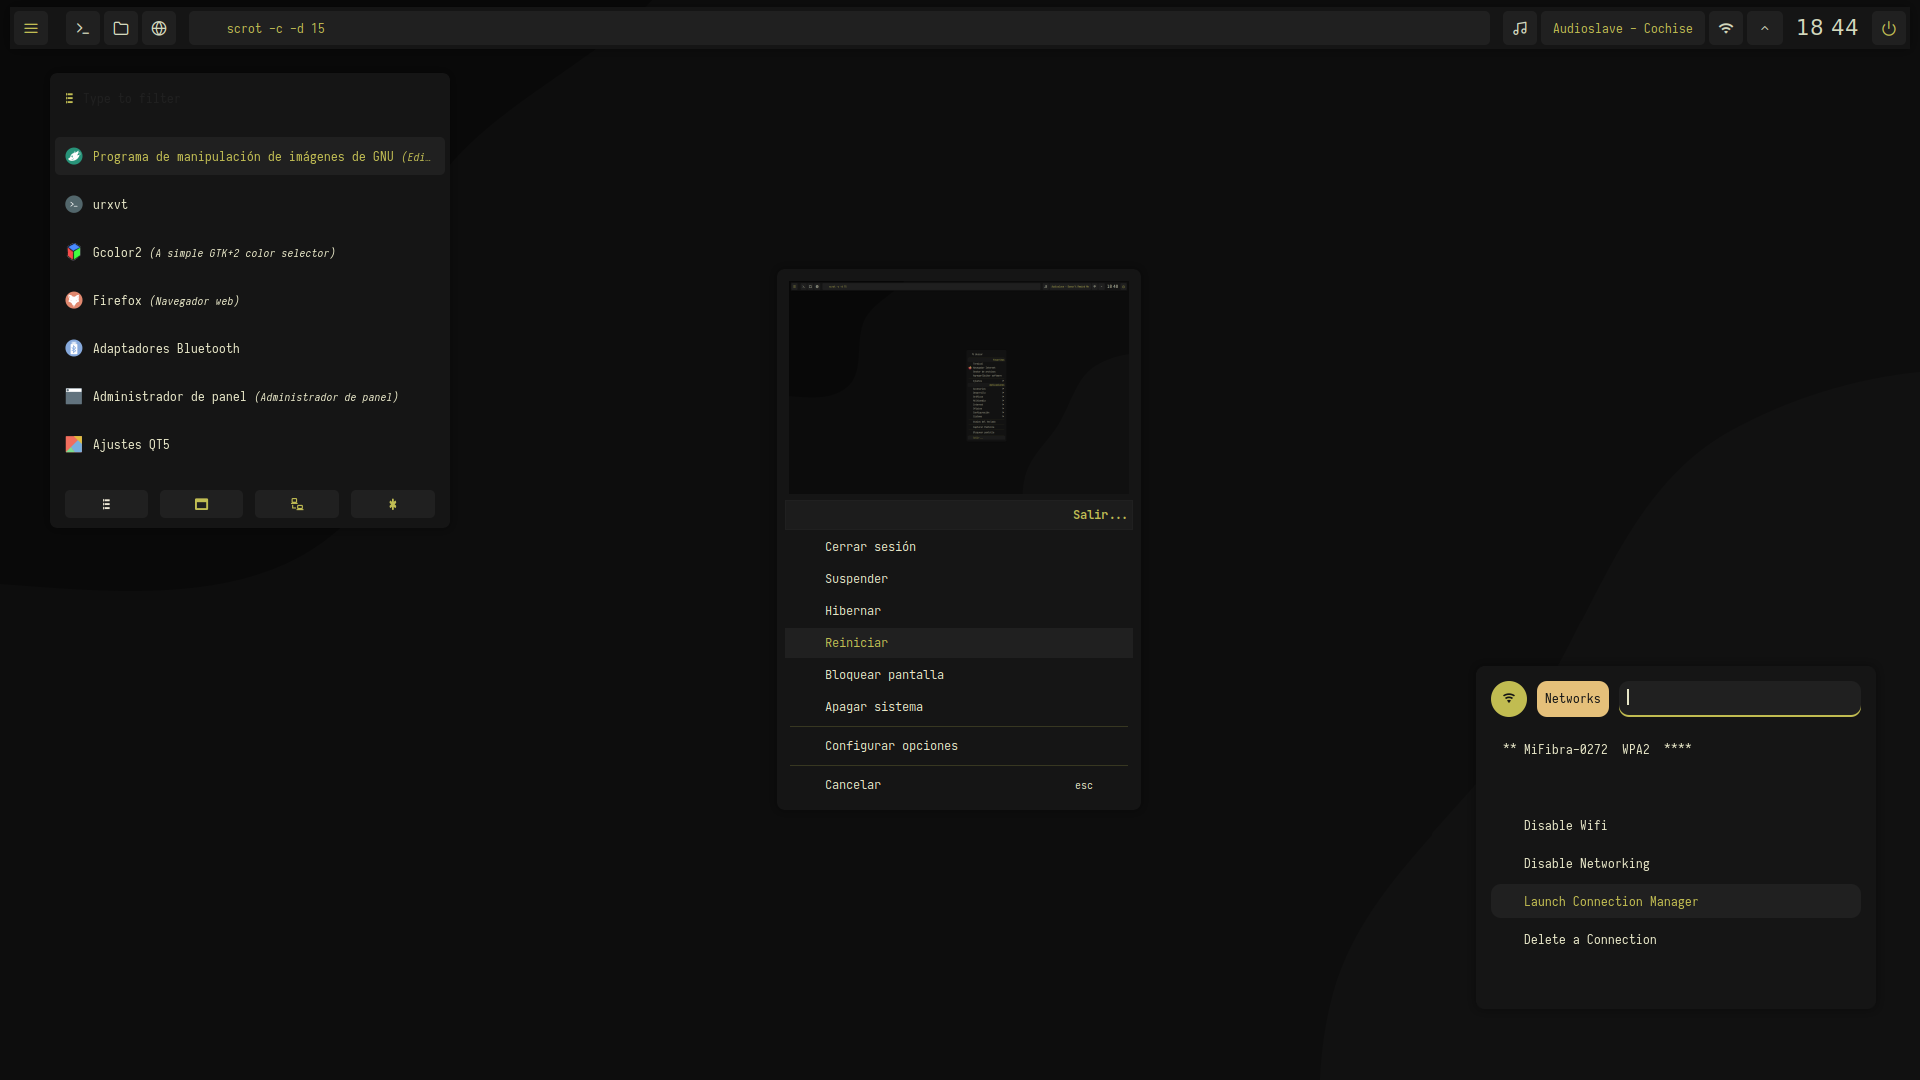 scrot -c -d 15
Audioslave - Cochise
18 44
Type to filter
Programa de manipulación de imágenes de GNU (Edi…
urxvt
Gcolor2 (A simple GTK+2 color selector)
Firefox (Navegador web)
Adaptadores Bluetooth
Administrador de panel (Administrador de panel)
Ajustes QT5
Salir...
Cerrar sesión
Suspender
Hibernar
Reiniciar
Bloquear pantalla
Apagar sistema
Configurar opciones
Cancelar esc
Networks
** MiFibra-0272 WPA2 ****
Disable Wifi
Disable Networking
Launch Connection Manager
Delete a Connection